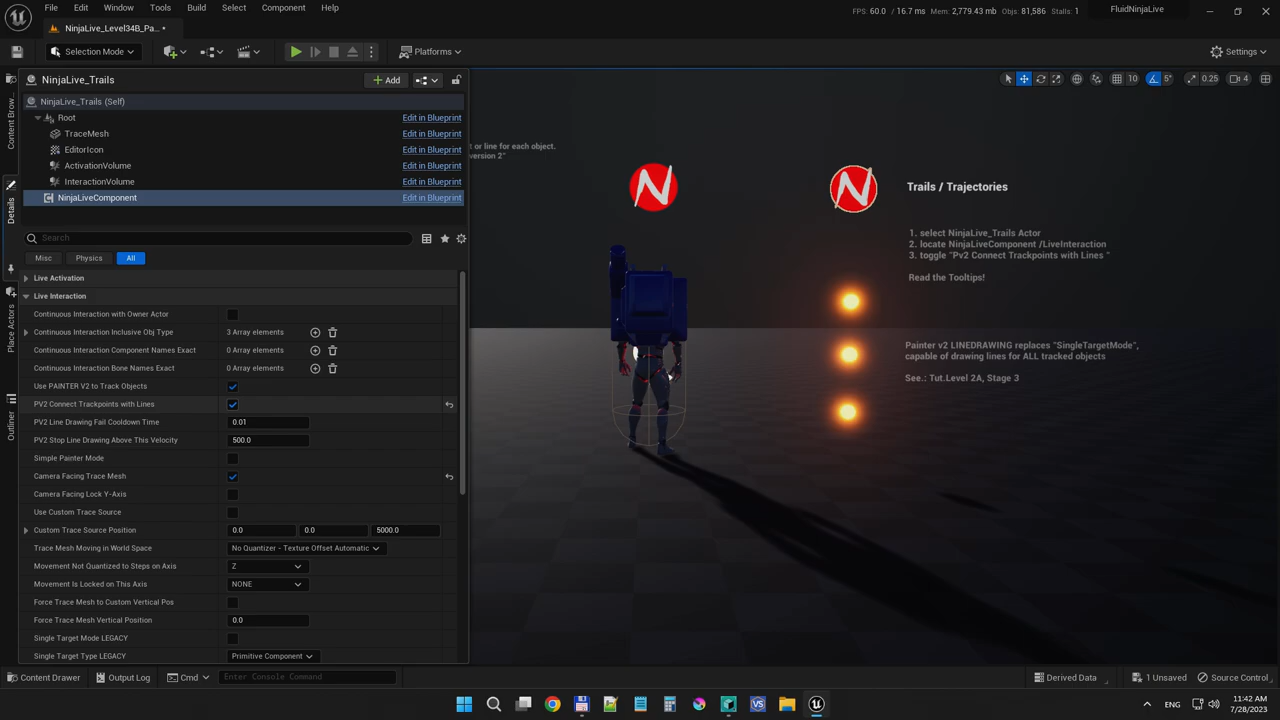 File Edit Window Tools Build Select Component Help
FPS: 60.0 / 16.7 ms Mem: 2,779.43 mb Objs: 81,586 Stalls: 1
FluidNinjaLive
NinjaLive_Level34B_Pa... •
Selection Mode
Platforms
Settings
NinjaLive_Trails
Add
10
5°
0.25
4
NinjaLive_Trails (Self)
Root Edit in Blueprint
TraceMesh Edit in Blueprint
EditorIcon Edit in Blueprint
ActivationVolume Edit in Blueprint
InteractionVolume Edit in Blueprint
NinjaLiveComponent Edit in Blueprint
Content Brow...
Details
Place Actors
Outliner
Search
Misc Physics All
Live Activation
Live Interaction
Continuous Interaction with Owner Actor
Continuous Interaction Inclusive Obj Type 3 Array elements
Continuous Interaction Component Names Exact 0 Array elements
Continuous Interaction Bone Names Exact 0 Array elements
Use PAINTER V2 to Track Objects
PV2 Connect Trackpoints with Lines
PV2 Line Drawing Fail Cooldown Time 0.01
PV2 Stop Line Drawing Above This Velocity 500.0
Simple Painter Mode
Camera Facing Trace Mesh
Camera Facing Lock Y-Axis
Use Custom Trace Source
Custom Trace Source Position 0.0 0.0 5000.0
Trace Mesh Moving in World Space No Quantizer - Texture Offset Automatic
Movement Not Quantized to Steps on Axis Z
Movement Is Locked on This Axis NONE
Force Trace Mesh to Custom Vertical Pos
Force Trace Mesh Vertical Position 0.0
Single Target Mode LEGACY
Single Target Type LEGACY Primitive Component
t or line for each object.
version 2"
N
N
Trails / Trajectories
1. select NinjaLive_Trails Actor
2. locate NinjaLiveComponent /LiveInteraction
3. toggle "Pv2 Connect Trackpoints with Lines "
Read the Tooltips!
Painter v2 LINEDRAWING replaces "SingleTargetMode",
capable of drawing lines for ALL tracked objects
See.: Tut.Level 2A, Stage 3
Content Drawer
Output Log
Cmd
Enter Console Command
Derived Data
1 Unsaved
Source Control
VS
ENG
11:42 AM
7/28/2023